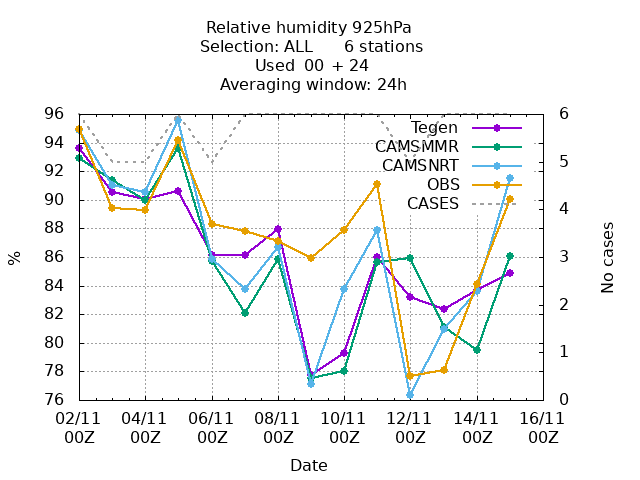 Relative humidity 925hPa
Selection: ALL 6 stations
Used 00 + 24
Averaging window: 24h
96
94
92
90
88
86
84
82
80
78
76
%
6
5
4
3
2
1
0
No cases
Tegen
CAMSMMR
CAMSNRT
OBS
CASES
02/11 04/11 06/11 08/11 10/11 12/11 14/11 16/11
00Z 00Z 00Z 00Z 00Z 00Z 00Z 00Z
Date